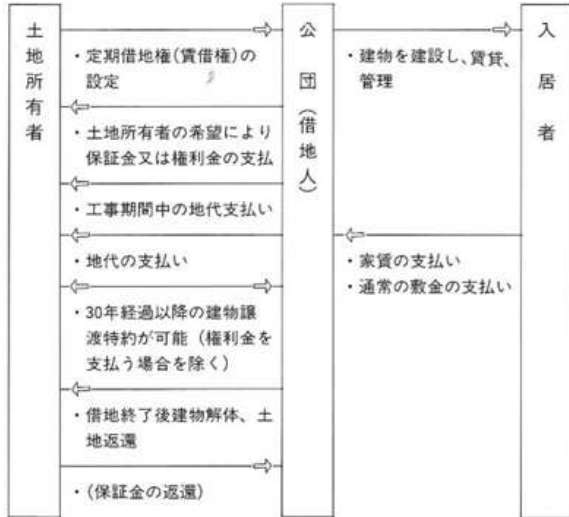 土地所有者
・定期借地権(賃借権)の
設定
・土地所有者の希望により
保証金又は権利金の支払
・工事期間中の地代支払い
・地代の支払い
・30年経過以降の建物譲
渡特約が可能（権利金を
支払う場合を除く）
・借地終了後建物解体、土
地返還
・(保証金の返還)
公団(借地人)
・建物を建設し、賃貸、
管理
・家賃の支払い
・通常の敷金の支払い
入居者